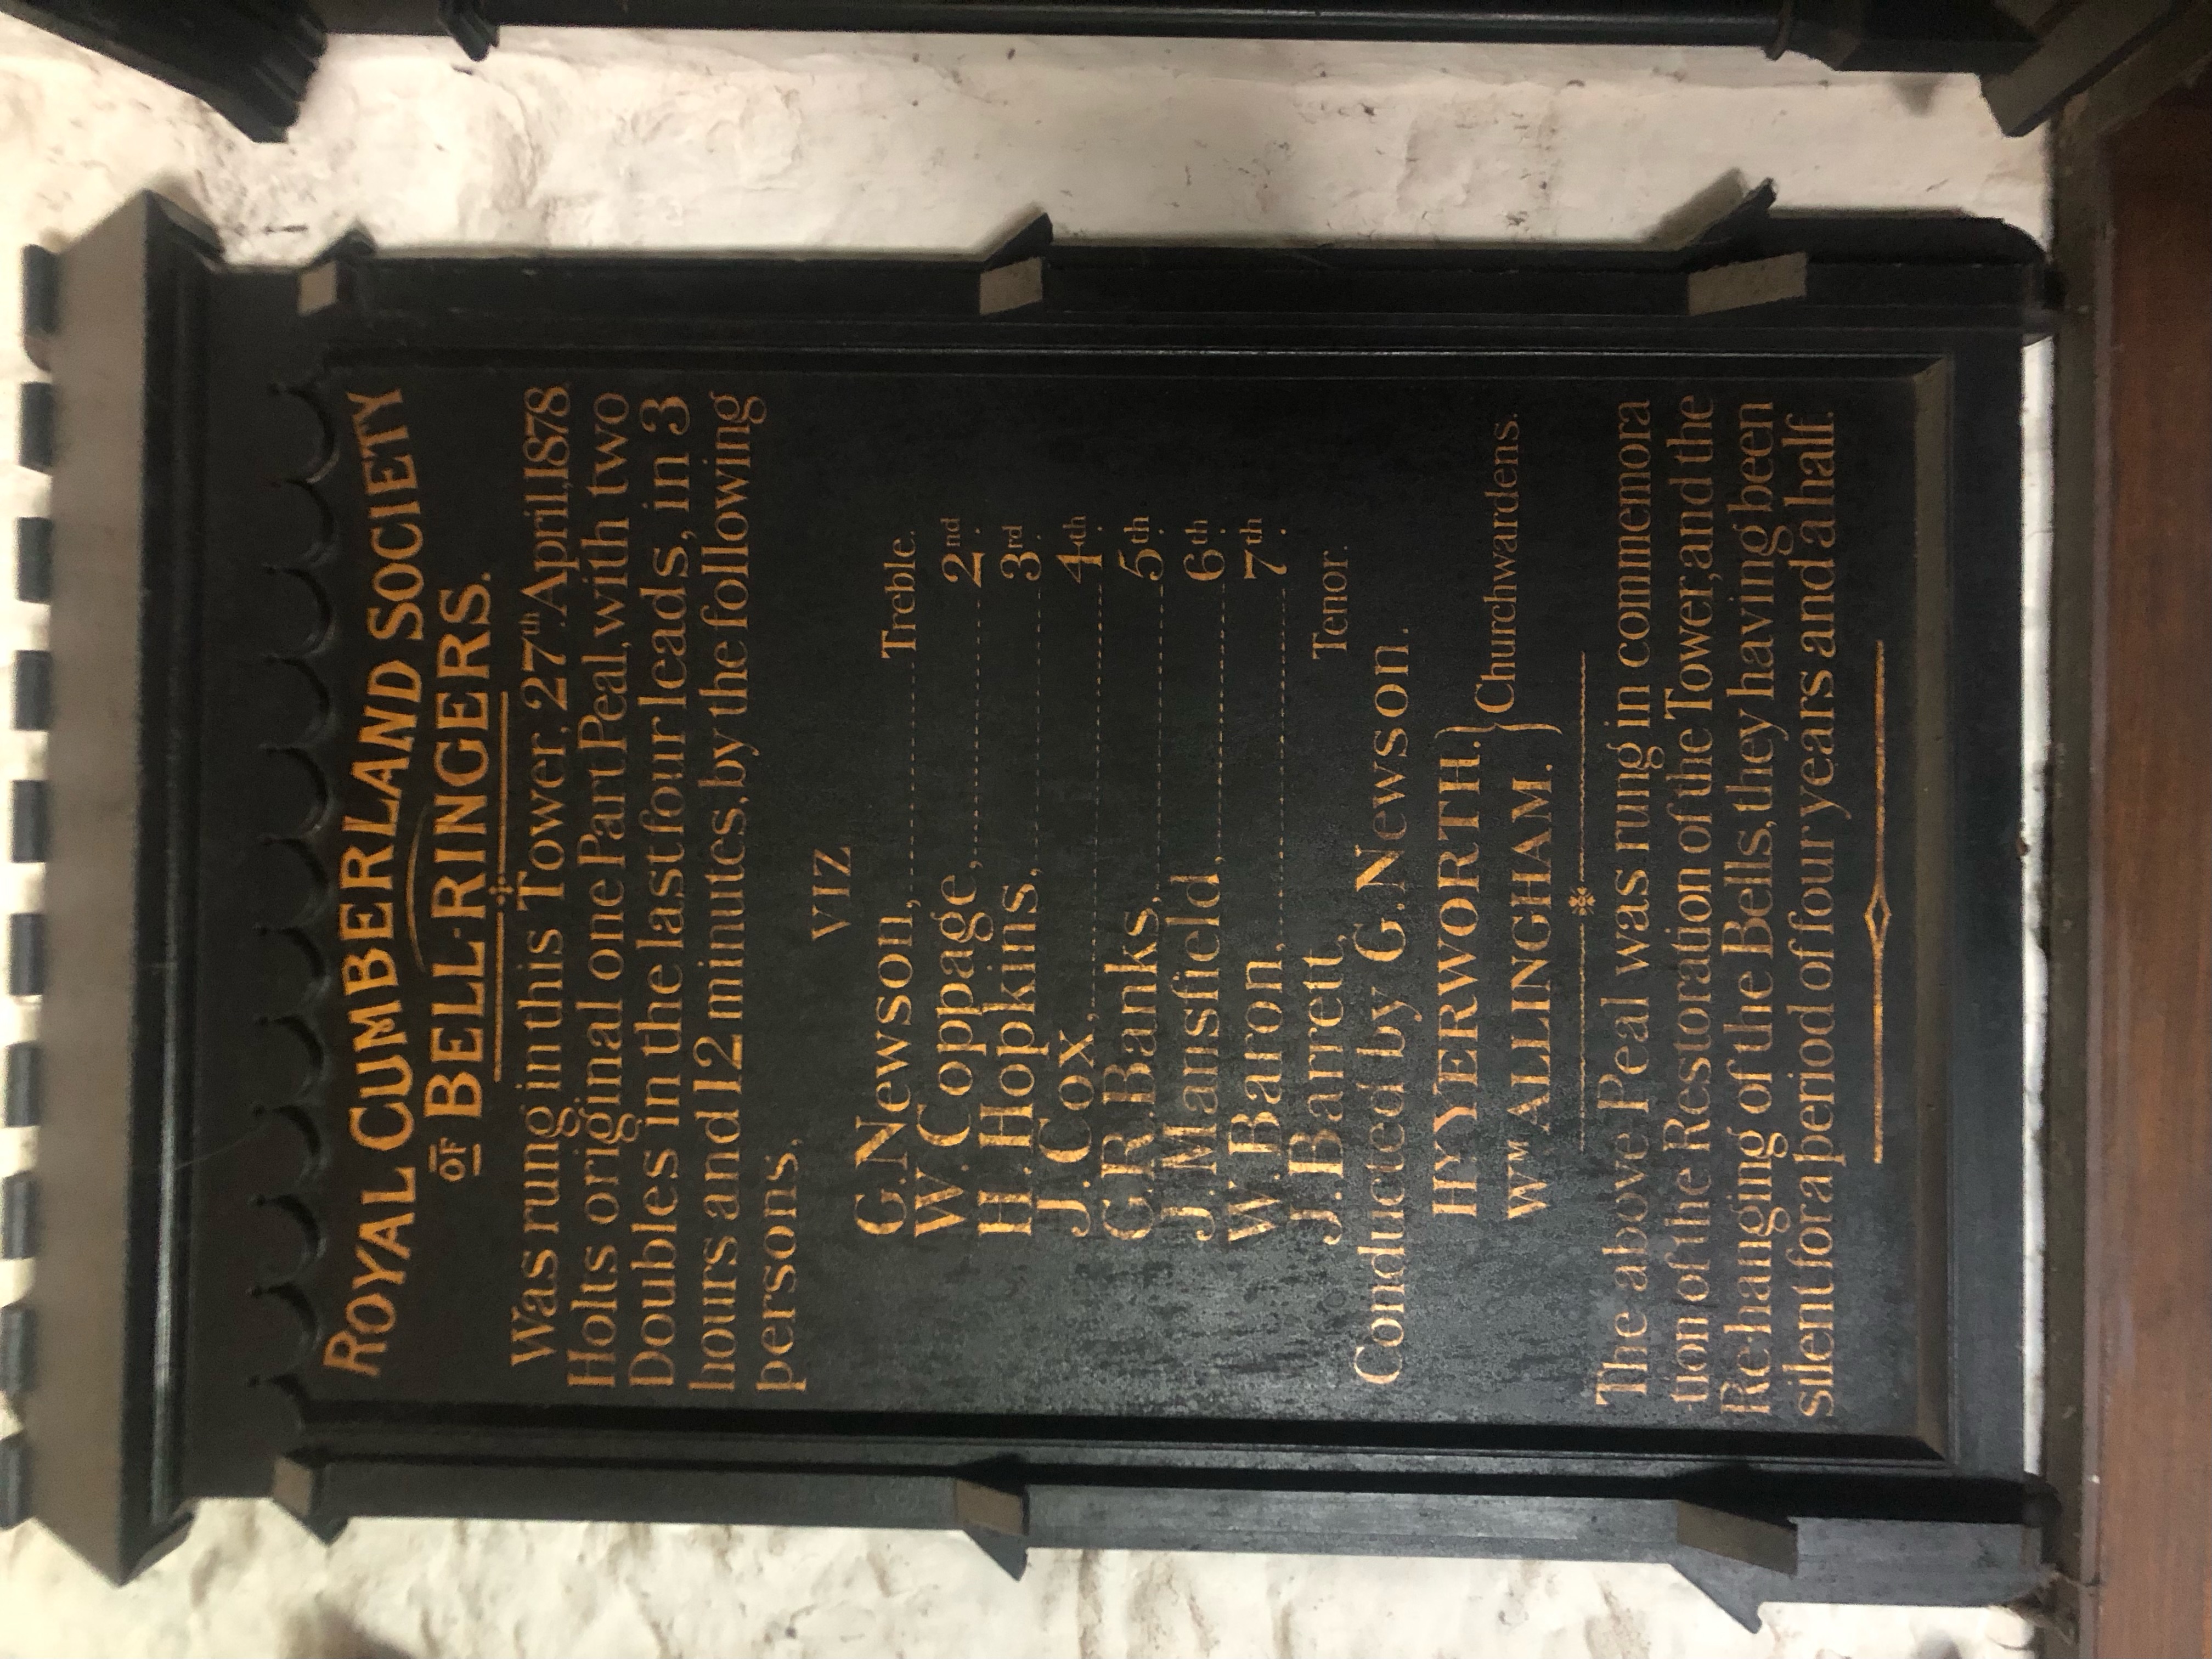 ROYAL CUMBERLAND SOCIETY
OF BELL-RINGERS.
Was rung in this Tower, 27th April, 1878
Holts original one Part Peal, with two
Doubles in the last four leads, in 3
hours and 12 minutes, by the following
persons,
VIZ
G. Newson, Treble.
W. Coppage, 2nd.
H. Hopkins, 3rd.
J. Cox, 4th.
G. R. Banks, 5th.
J. Mansfield, 6th.
W. Baron, 7th.
J. Barrett, Tenor.
Conducted by G. Newson.
HY YERWORTH. } Churchwardens.
WM ALLINGHAM. }
The above Peal was rung in commemora
tion of the Restoration of the Tower, and the
Re-hanging of the Bells, they having been
silent for a period of four years and a half.